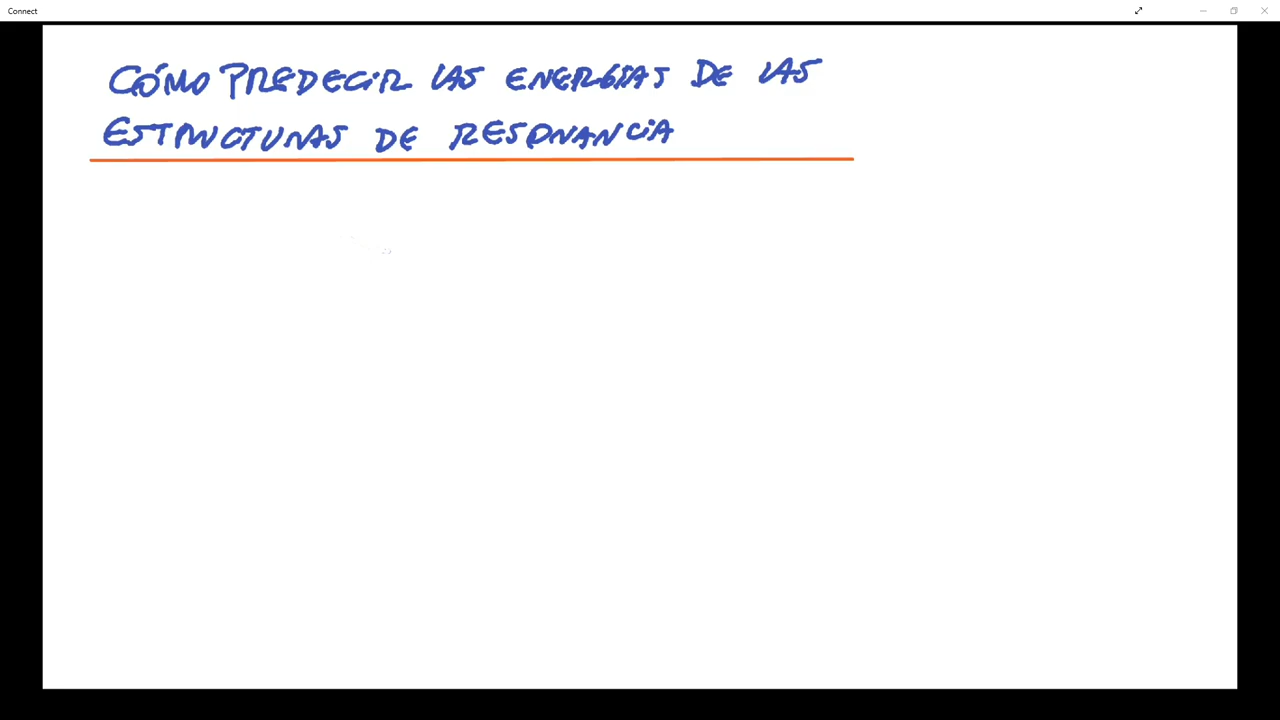 Connect
CÓMO PREDECIR LAS ENERGÍAS DE LAS
ESTRUCTURAS DE RESONANCIA